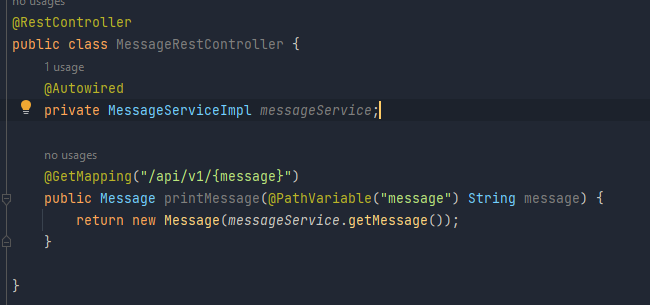 no usages
@RestController
public class MessageRestController {
1 usage
@Autowired
private MessageServiceImpl messageService;
no usages
@GetMapping("/api/v1/{message}")
public Message printMessage(@PathVariable("message") String message) {
return new Message(messageService.getMessage());
}
}